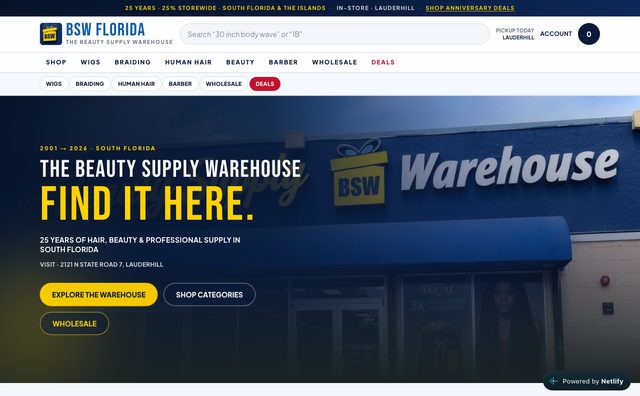 25 YEARS · 25% STOREWIDE · SOUTH FLORIDA & THE ISLANDS · IN-STORE · LAUDERHILL · SHOP ANNIVERSARY DEALS
BSW
BSW FLORIDA
THE BEAUTY SUPPLY WAREHOUSE
Search "30 inch body wave" or "1B"
PICKUP TODAY
LAUDERHILL
ACCOUNT
0
SHOP WIGS BRAIDING HUMAN HAIR BEAUTY BARBER WHOLESALE DEALS
WIGS BRAIDING HUMAN HAIR BARBER WHOLESALE DEALS
2001 → 2026 · SOUTH FLORIDA
THE BEAUTY SUPPLY WAREHOUSE
FIND IT HERE.
BSW
Warehouse
25 YEARS OF HAIR, BEAUTY & PROFESSIONAL SUPPLY IN
SOUTH FLORIDA
VISIT · 2121 N STATE ROAD 7, LAUDERHILL
EXPLORE THE WAREHOUSE SHOP CATEGORIES
WHOLESALE
EQUAL
Powered by Netlify